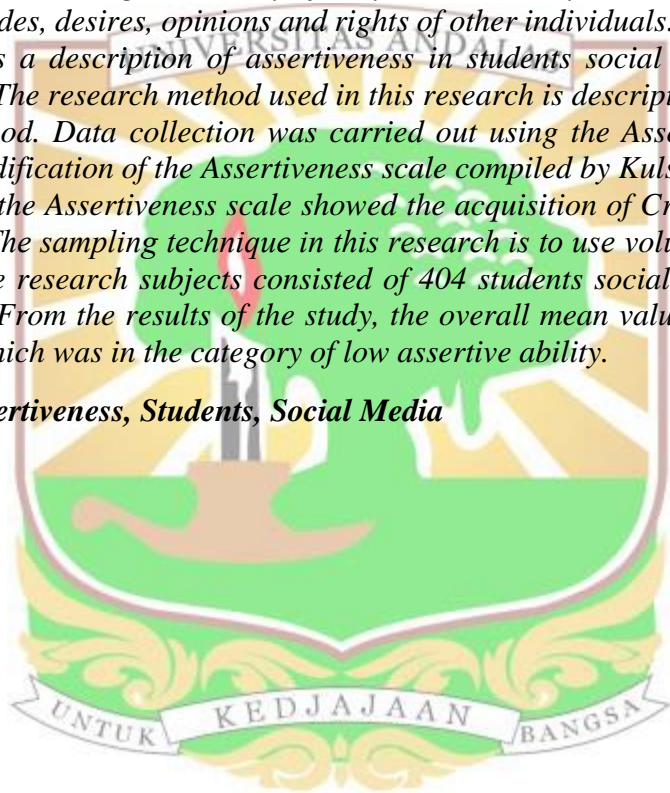 des, desires, opinions and rights of other individuals.
UNIVERSITAS ANDALAS
s a description of assertiveness in students social
The research method used in this research is descript
od. Data collection was carried out using the Asse
dification of the Assertiveness scale compiled by Kuls
the Assertiveness scale showed the acquisition of Cr
The sampling technique in this research is to use volu
e research subjects consisted of 404 students social
From the results of the study, the overall mean valu
hich was in the category of low assertive ability.
ertiveness, Students, Social Media
UNTUK KEDJAJAAN BANGSA